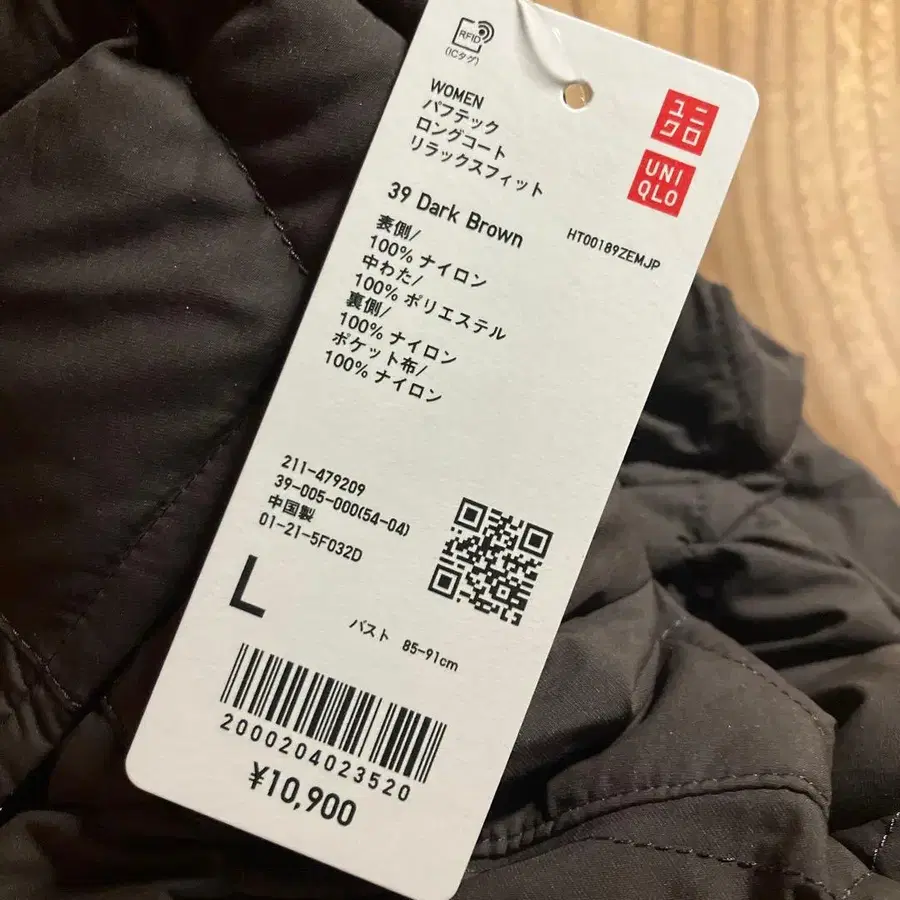 RFID
(ICタグ)
WOMEN
パフテック
ロングコート
リラックスフィット
ユニ
クロ
UNI
QLO
39 Dark Brown
HT00189ZEMJP
表側/
100% ナイロン
中わた/
100% ポリエステル
裏側/
100% ナイロン
ポケット布/
100% ナイロン
211-479209
39-005-000(54-04)
中国製
01-21-5F032D
L
バスト 85-91cm
2000204023520
¥10,900